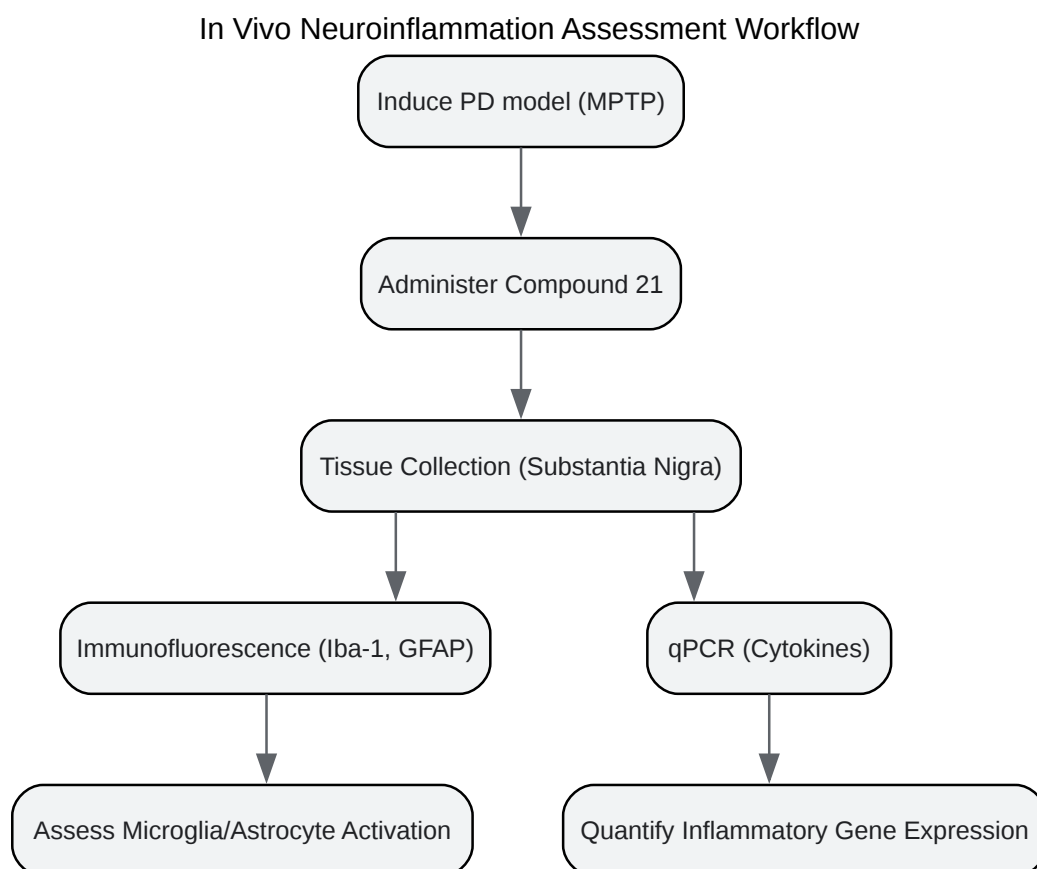 In Vivo Neuroinflammation Assessment Workflow
Induce PD model (MPTP)
Administer Compound 21
Tissue Collection (Substantia Nigra)
Immunofluorescence (Iba-1, GFAP)
qPCR (Cytokines)
Assess Microglia/Astrocyte Activation
Quantify Inflammatory Gene Expression